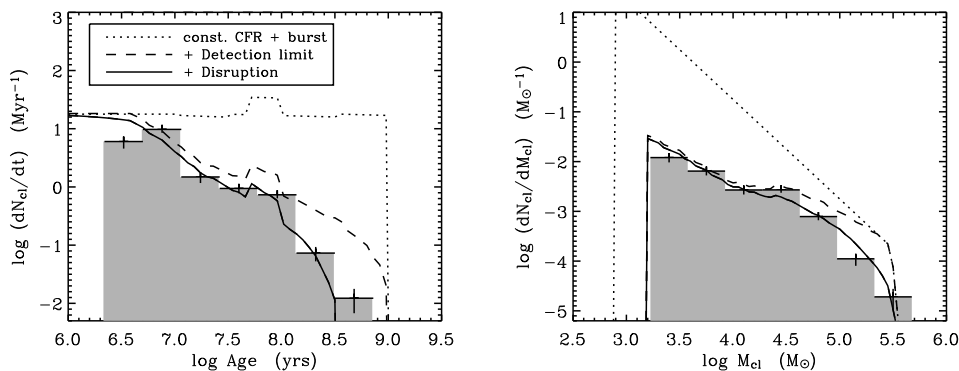 const. CFR + burst
+ Detection limit
+ Disruption
log (dN_cl/dt) (Myr⁻¹)
3
2
1
0
−1
−2
6.0 6.5 7.0 7.5 8.0 8.5 9.0 9.5
log Age (yrs)
log (dN_cl/dM_cl) (M_⊙⁻¹)
1
0
−1
−2
−3
−4
−5
2.5 3.0 3.5 4.0 4.5 5.0 5.5 6.0
log M_cl (M_⊙)